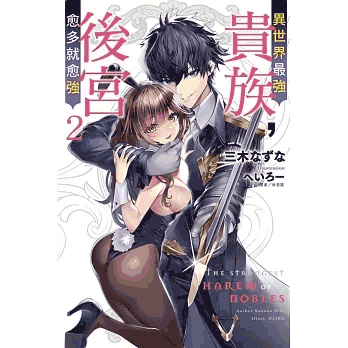 異世界最強
貴族，
後宮
愈多就愈強
2
三木なずな
Illustration
へいろー
THE STRONGEST
HAREM OF
NOBLES